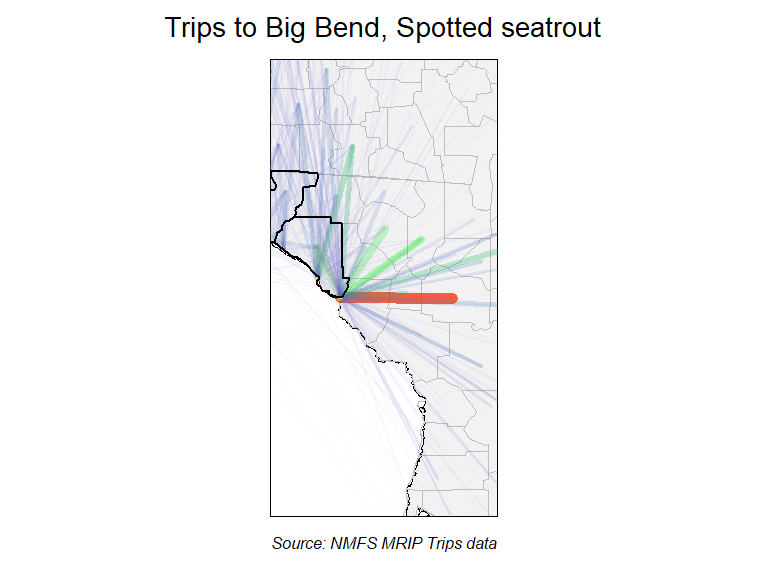 Trips to Big Bend, Spotted seatrout
Source: NMFS MRIP Trips data